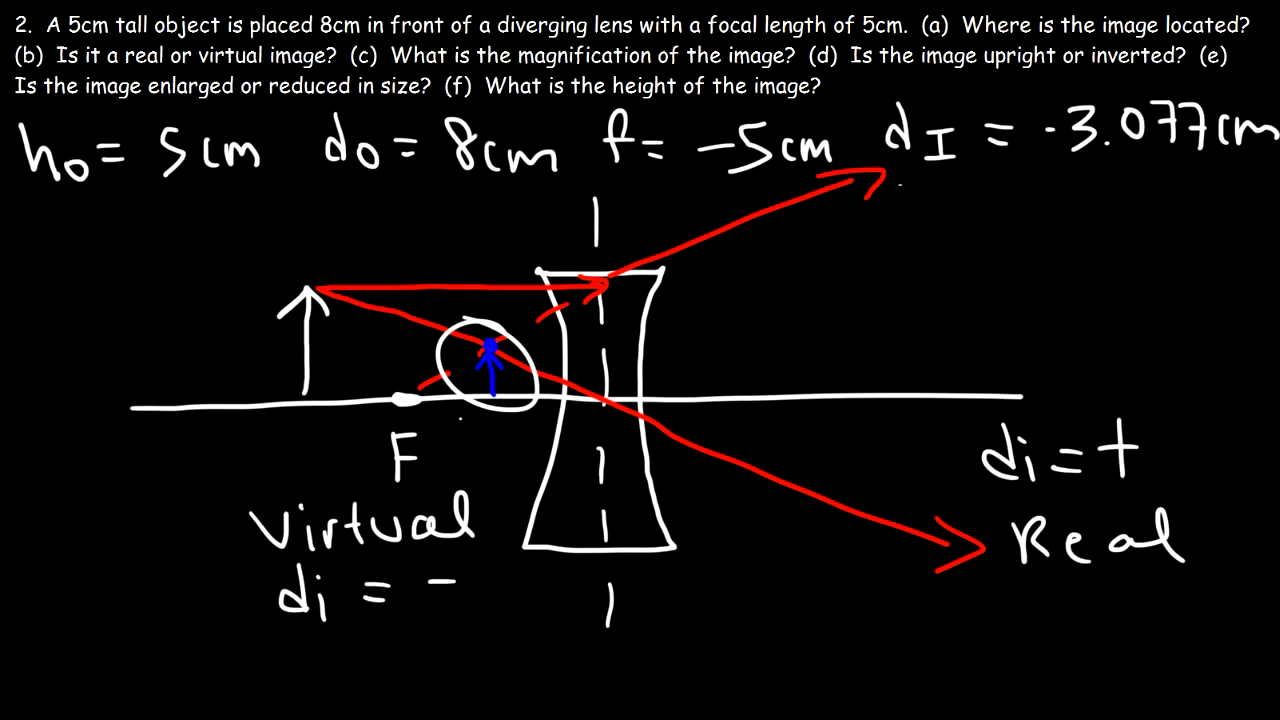 2. A 5cm tall object is placed 8cm in front of a diverging lens with a focal length of 5cm. (a) Where is the image located?
(b) Is it a real or virtual image? (c) What is the magnification of the image? (d) Is the image upright or inverted? (e)
Is the image enlarged or reduced in size? (f) What is the height of the image?
ho = 5cm do = 8cm f = -5cm dI = -3.077cm
F
di = +
Virtual
Real
di = -